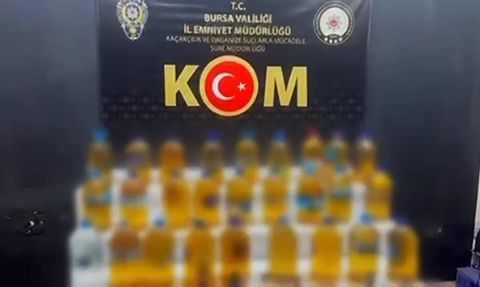 T.C.
BURSA VALİLİĞİ
İL EMNİYET MÜDÜRLÜĞÜ
KAÇAKÇILIK VE ORGANİZE SUÇLARLA MÜCADELE
ŞUBE MÜDÜRLÜĞÜ
KOM